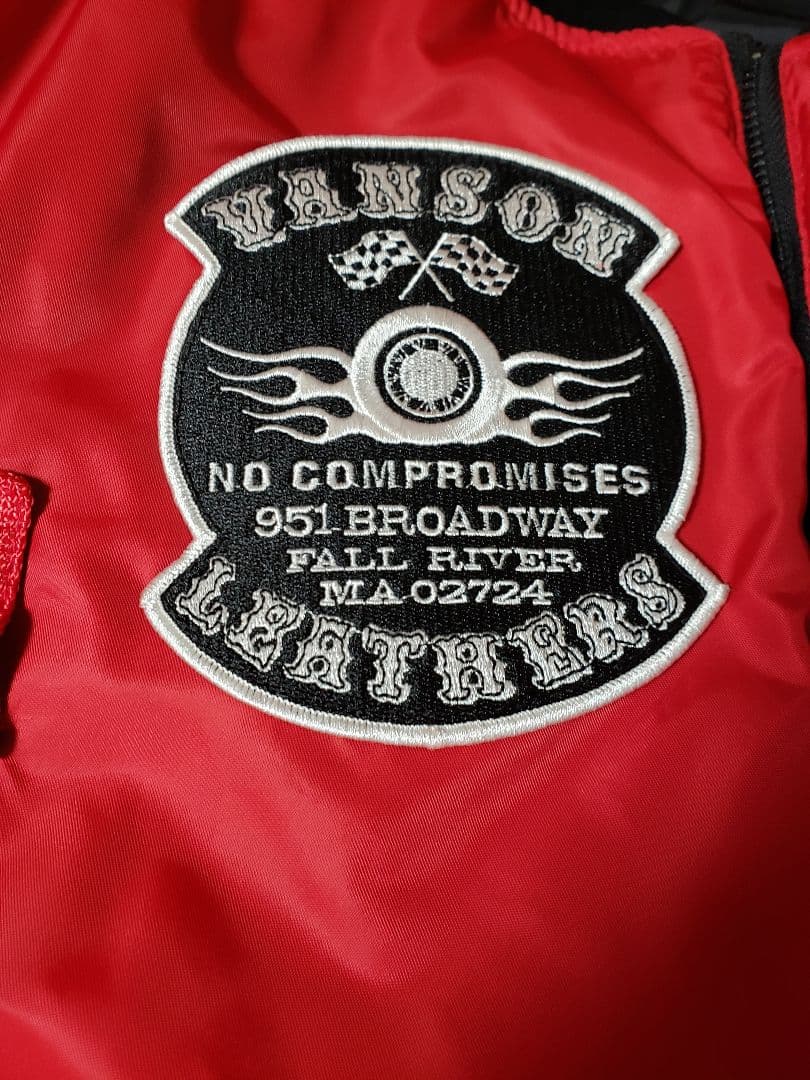 VANSON
NO COMPROMISES
951 BROADWAY
FALL RIVER
MA 02724
LEATHERS